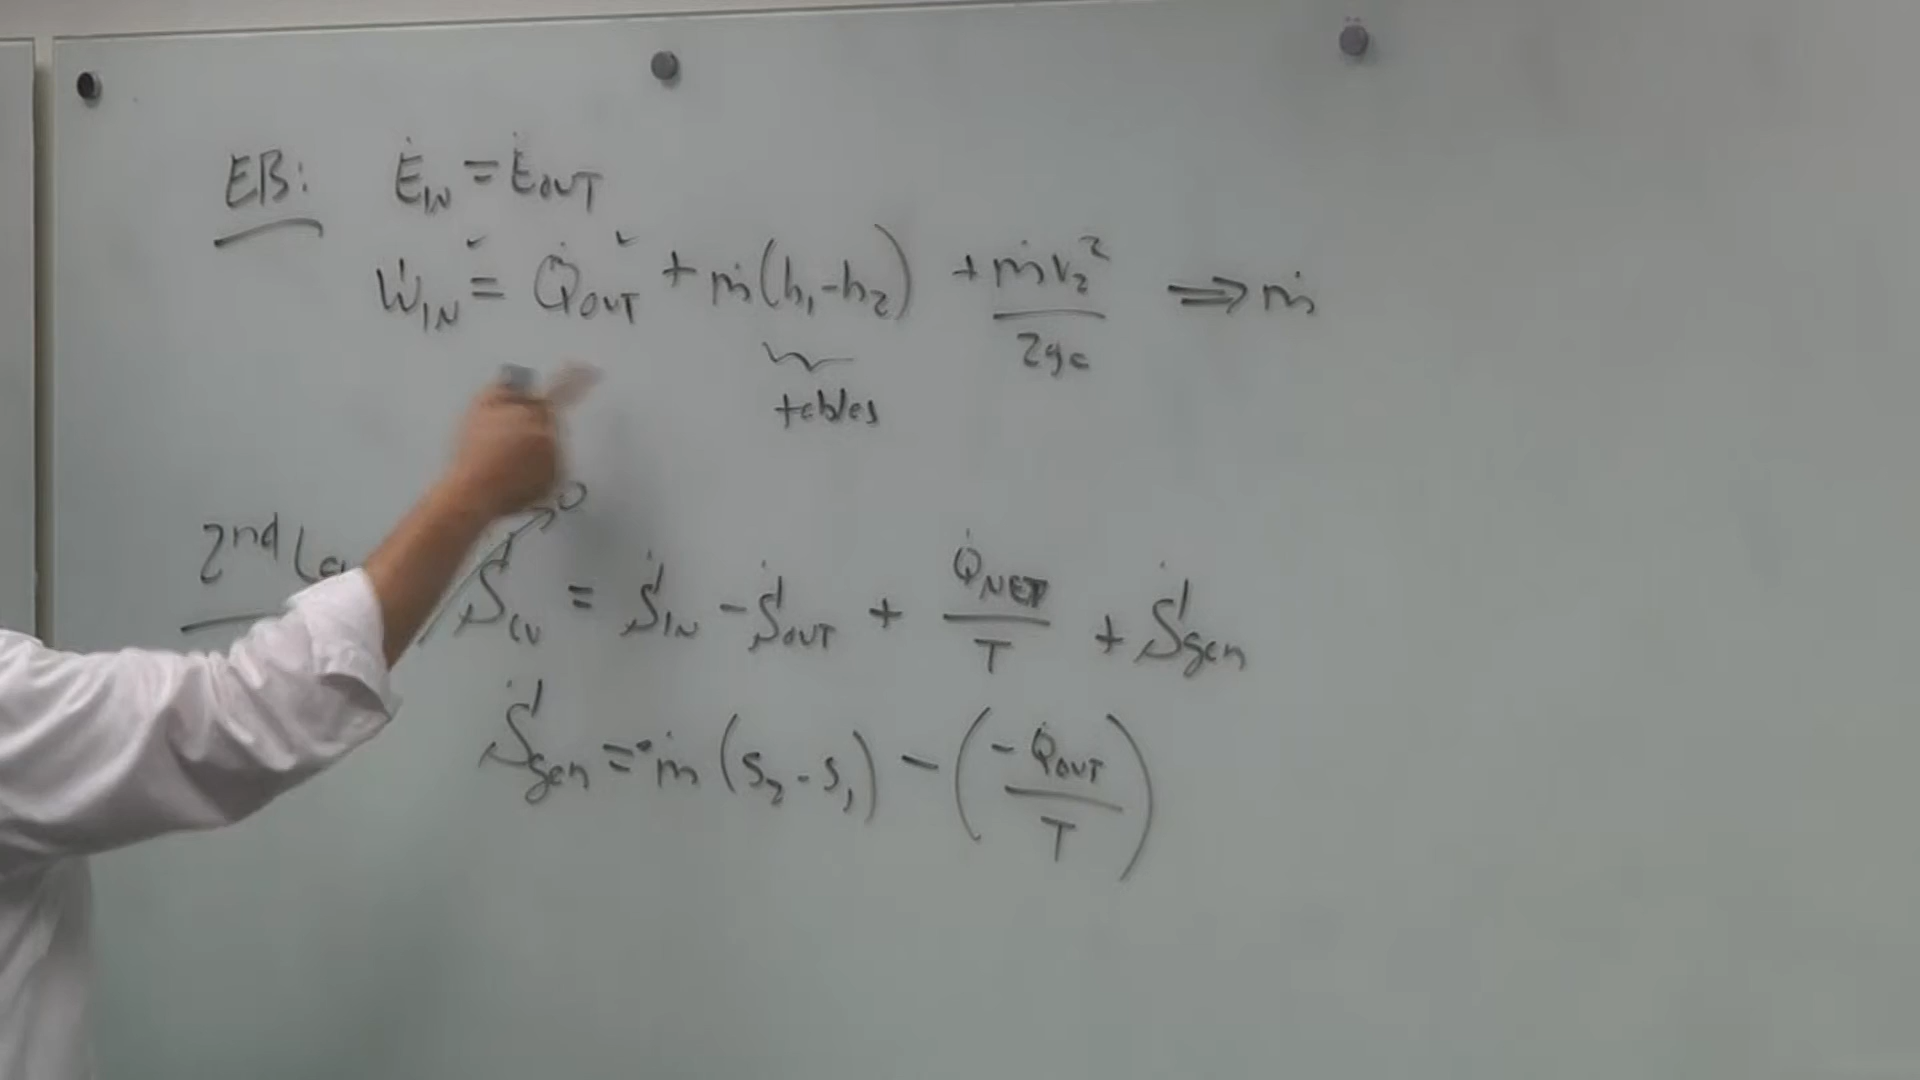 EB: Ė_IN = Ė_OUT
Ẇ_IN = Q̇_OUT + ṁ(h₁-h₂) + ṁV₂²/2gc ⇒ ṁ
tables
2nd Ṡ_CV = Ṡ_IN - Ṡ_OUT + Q̇_NET/T + Ṡ_gen
Ṡ_gen = ṁ(S₂-S₁) - (-Q̇_OUT/T)